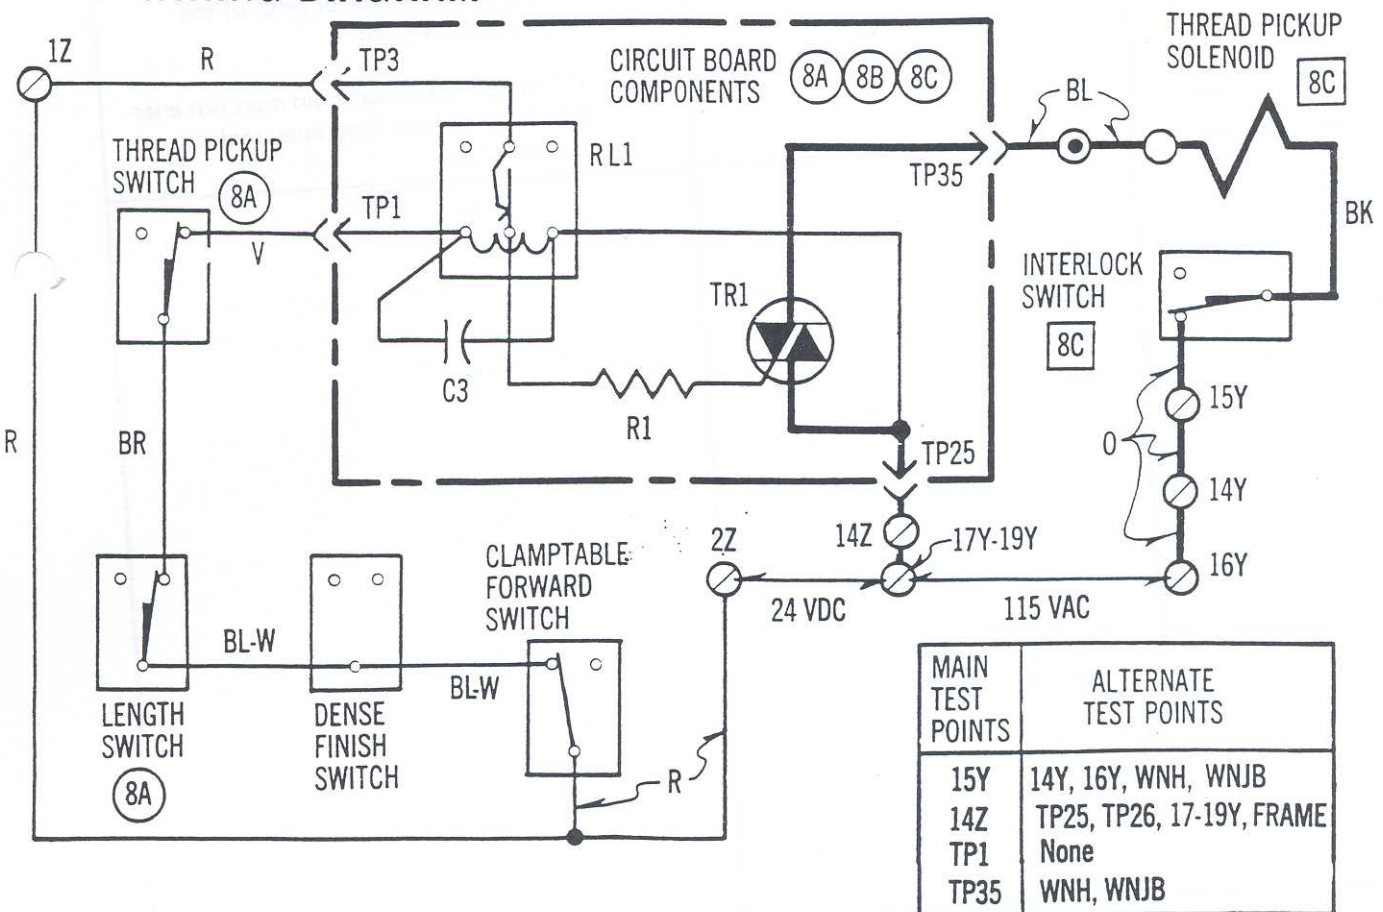 1Z
R
TP3
CIRCUIT BOARD
COMPONENTS
8A
8B
8C
THREAD PICKUP
SOLENOID
8C
BL
THREAD PICKUP
SWITCH
8A
V
TP1
RL1
TP35
BK
INTERLOCK
SWITCH
8C
TR1
C3
R1
R
BR
TP25
15Y
O
14Y
16Y
14Z
17Y-19Y
2Z
24 VDC
115 VAC
CLAMPTABLE
FORWARD
SWITCH
BL-W
BL-W
LENGTH
SWITCH
8A
DENSE
FINISH
SWITCH
R
MAIN
TEST
POINTS
ALTERNATE
TEST POINTS
15Y 14Y, 16Y, WNH, WNJB
14Z TP25, TP26, 17-19Y, FRAME
TP1 None
TP35 WNH, WNJB